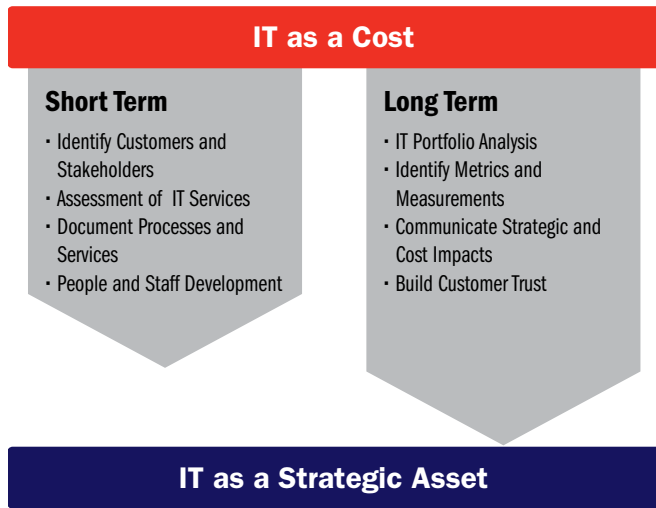 IT as a Cost
Short Term
· Identify Customers and
Stakeholders
· Assessment of IT Services
· Document Processes and
Services
· People and Staff Development
Long Term
· IT Portfolio Analysis
· Identify Metrics and
Measurements
· Communicate Strategic and
Cost Impacts
· Build Customer Trust
IT as a Strategic Asset